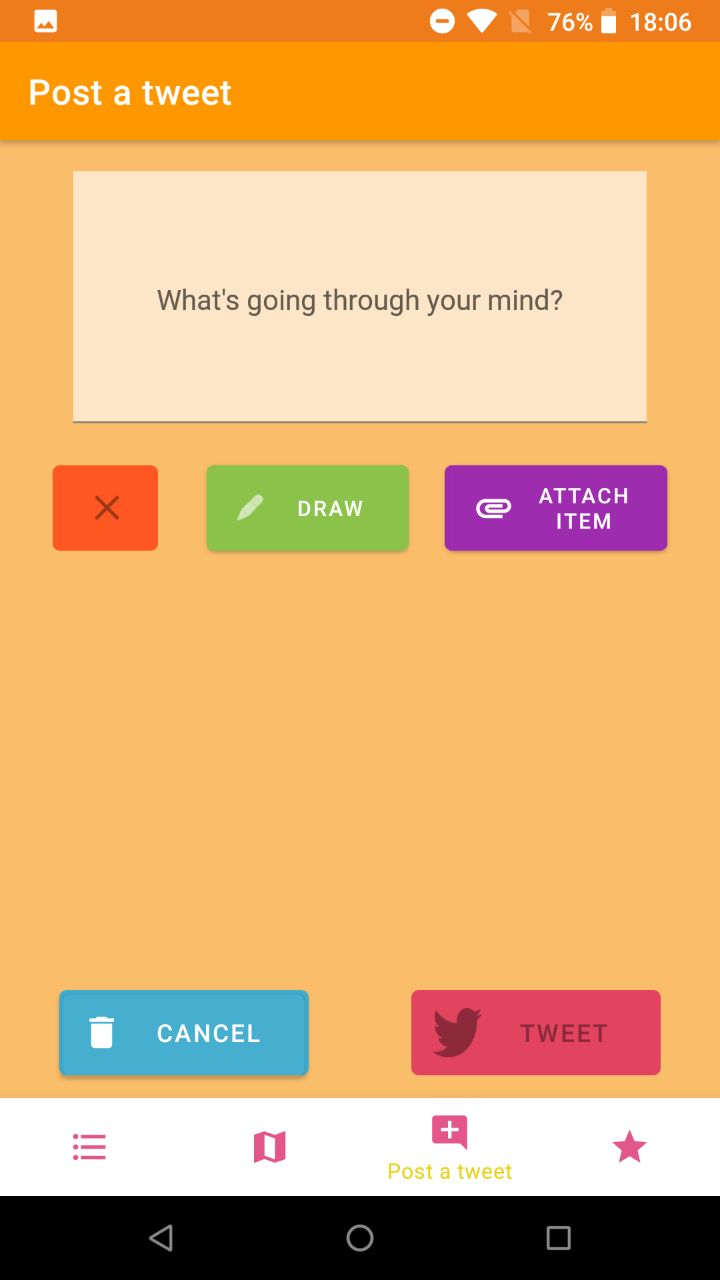 76% 18:06
Post a tweet
What's going through your mind?
DRAW
ATTACH
ITEM
CANCEL
TWEET
Post a tweet